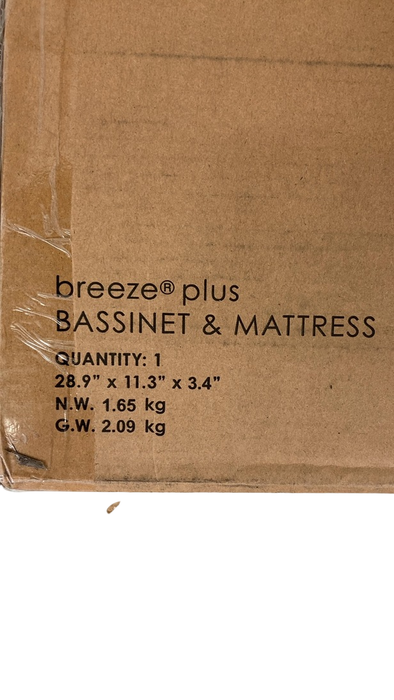 breeze® plus
BASSINET & MATTRESS
QUANTITY: 1
28.9" x 11.3" x 3.4"
N.W. 1.65 kg
G.W. 2.09 kg